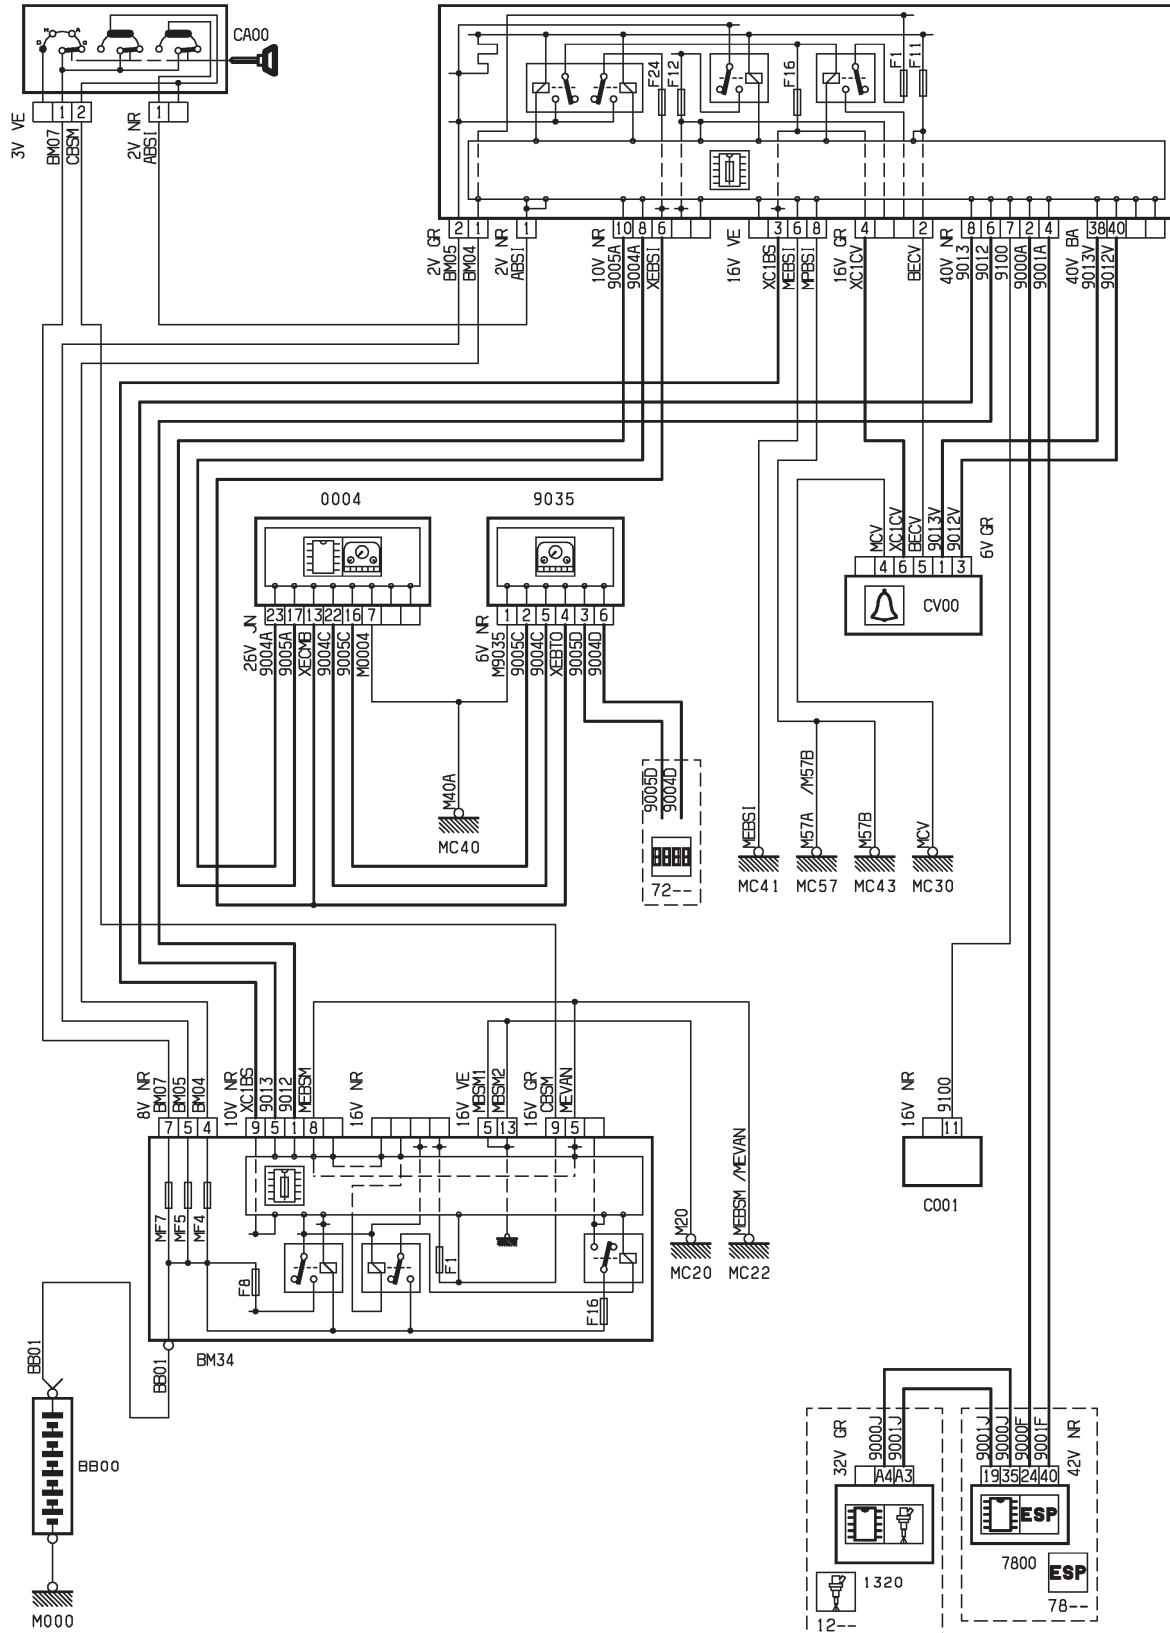 CA00
M A
D G
1 2
1
3V VE
BM07
CBSM
2V NR
ABSI
F24
F12
F16
F1
F11
2 1
1
10 8 6
3 6 8
4
2
8 6 7 2 4
38 40
2V GR
BM05
BM04
2V NR
ABSI
10V NR
9005A
9004A
XEBSI
16V VE
XC1BS
MEBSI
MPBSI
16V GR
XC1CV
BECV
40V NR
9013
9012
9100
9000A
9001A
40V BA
9013V
9012V
0004
9035
23 17 13 22 16 7
1 2 5 4 3 6
26V JN
9004A
9005A
XECMB
9004C
9005C
M0004
6V NR
M9035
9005C
9004C
XEBTO
9005D
9004D
MCV
XC1CV
BECV
9013V
9012V
6V GR
4 6 5 1 3
CV00
M40A
MC40
9005D
9004D
72--
MEBSI
MC41
M57A /M57B
MC57
M57B
MC43
MCV
MC30
8V NR
BM07
BM05
BM04
10V NR
XC1BS
9013
9012
MEBSM
16V NR
16V VE
MBSM1
MBSM2
16V GR
CBSM
MEVAN
7 5 4
9 5 1 8
5 13
9 5
MF7
MF5
MF4
F8
F1
F16
BM34
M20
MC20
MEBSM /MEVAN
MC22
16V NR
9100
11
C001
BB01
BB01
BB00
M000
32V GR
9000J
9001J
A4 A3
1320
12--
9001J
9000J
9000F
9001F
42V NR
19 35 24 40
ESP
7800
ESP
78--